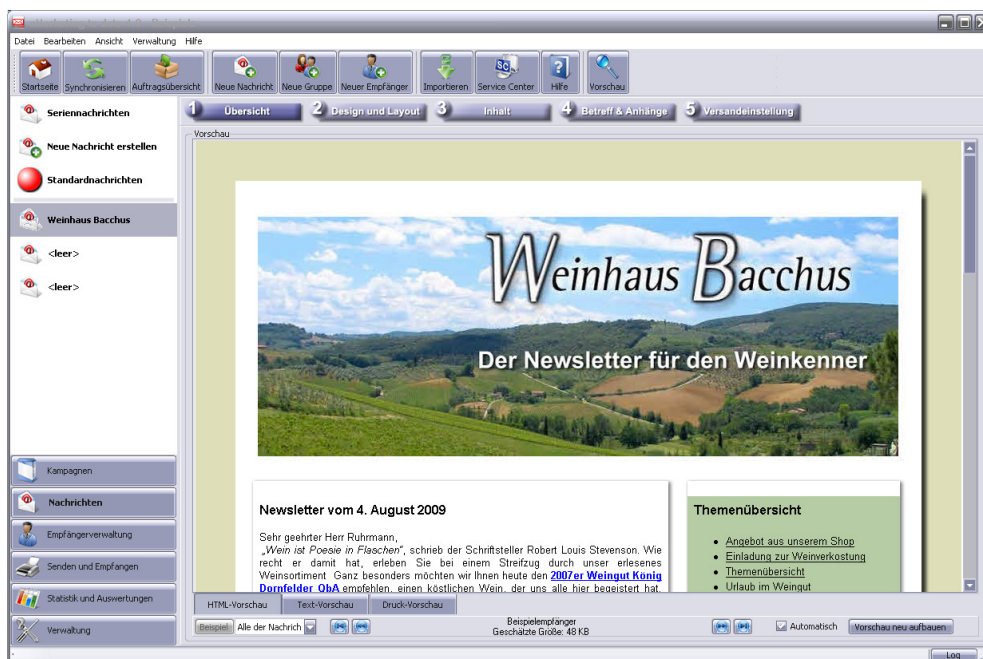 Datei Bearbeiten Ansicht Verwaltung Hilfe
Startseite Synchronisieren Auftragsübersicht Neue Nachricht Neue Gruppe Neuer Empfänger Importieren Service Center Hilfe Vorschau
Seriennachrichten
Neue Nachricht erstellen
Standardnachrichten
Weinhaus Bacchus
<leer>
<leer>
Kampagnen
Nachrichten
Empfängerverwaltung
Senden und Empfangen
Statistik und Auswertungen
Verwaltung
1 Übersicht 2 Design und Layout 3 Inhalt 4 Betreff & Anhänge 5 Versandeinstellung
Vorschau
Weinhaus Bacchus
Der Newsletter für den Weinkenner
Newsletter vom 4. August 2009
Sehr geehrter Herr Ruhrmann,
„Wein ist Poesie in Flaschen", schrieb der Schriftsteller Robert Louis Stevenson. Wie
recht er damit hat, erleben Sie bei einem Streifzug durch unser erlesenes
Weinsortiment Ganz besonders möchten wir Ihnen heute den 2007er Weingut König
Dornfelder QbA empfehlen, einen köstlichen Wein, der uns alle hier begeistert hat.
Themenübersicht
Angebot aus unserem Shop
Einladung zur Weinverkostung
Themenübersicht
Urlaub im Weingut
HTML-Vorschau Text-Vorschau Druck-Vorschau
Beispiel Alle der Nachrich
Beispielempfänger
Geschätzte Größe: 48 KB
Automatisch Vorschau neu aufbauen
Log